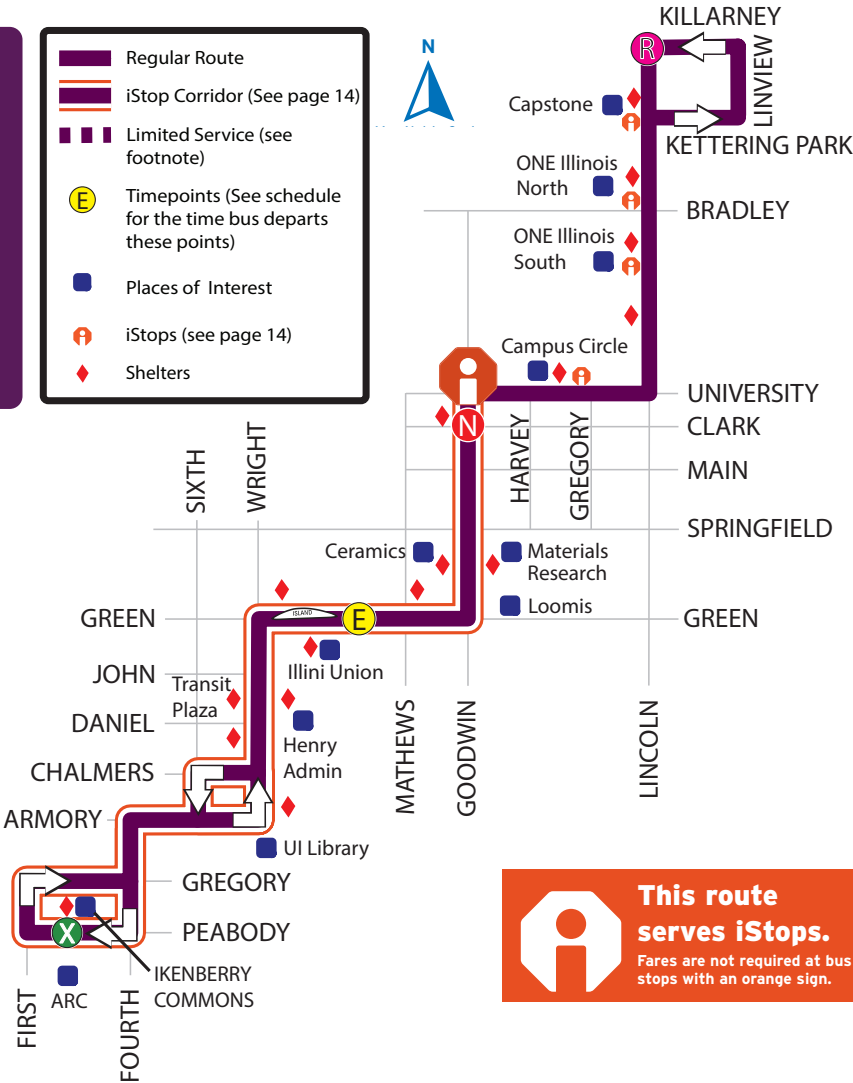 Regular Route
iStop Corridor (See page 14)
Limited Service (see
footnote)
E
Timepoints (See schedule
for the time bus departs
these points)
Places of Interest
iStops (see page 14)
Shelters
N
KILLARNEY
R
LINVIEW
Capstone
KETTERING PARK
ONE Illinois
North
BRADLEY
ONE Illinois
South
Campus Circle
UNIVERSITY
N
CLARK
HARVEY
GREGORY
MAIN
SIXTH
WRIGHT
SPRINGFIELD
Ceramics
Materials
Research
Loomis
GREEN
ISLAND
E
GREEN
JOHN
Transit
Plaza
Illini Union
DANIEL
Henry
Admin
CHALMERS
MATHEWS
GOODWIN
LINCOLN
ARMORY
UI Library
GREGORY
X
PEABODY
IKENBERRY
COMMONS
ARC
FIRST
FOURTH
This route
serves iStops.
Fares are not required at bus
stops with an orange sign.